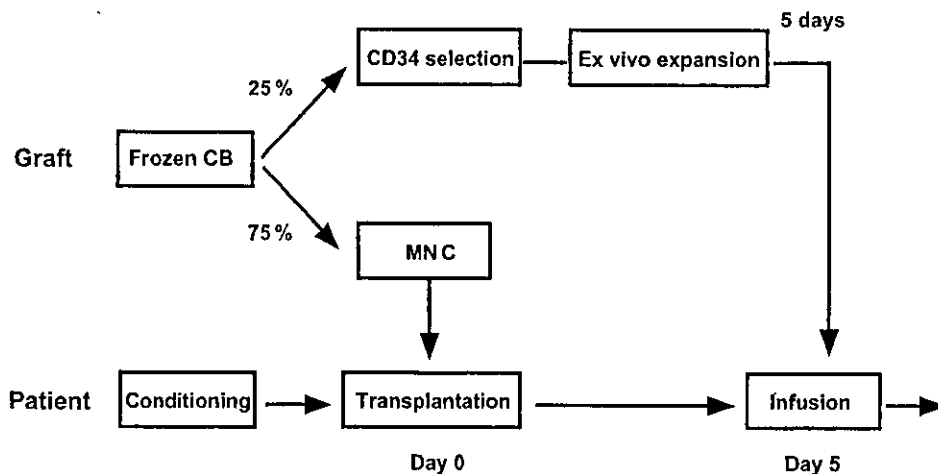 5 days
CD34 selection
Ex vivo expansion
25%
Graft
Frozen CB
75%
MNC
Patient
Conditioning
Transplantation
Infusion
Day 0
Day 5